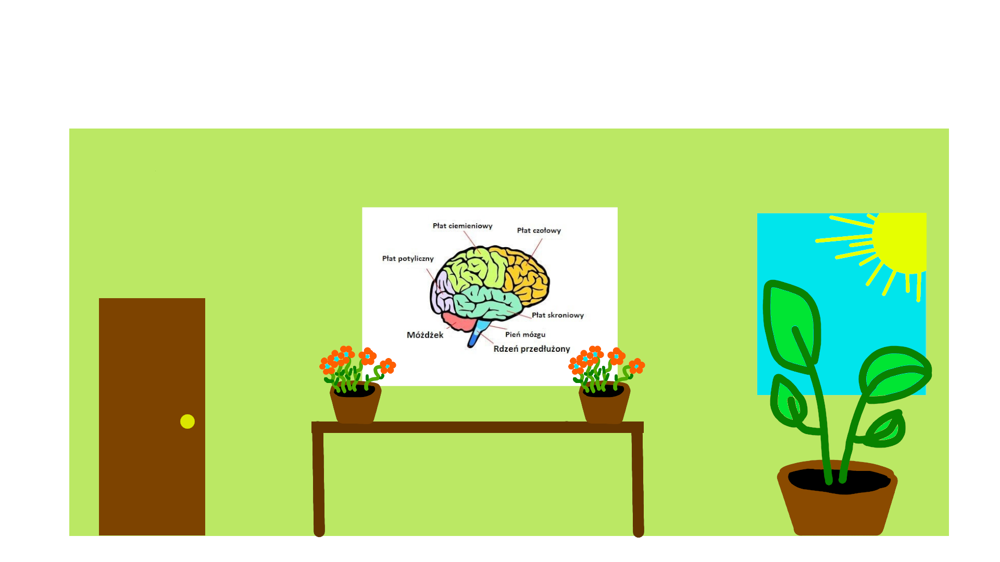 Płat ciemieniowy
Płat czołowy
Płat potyliczny
Płat skroniowy
Móżdżek
Pień mózgu
Rdzeń przedłużony